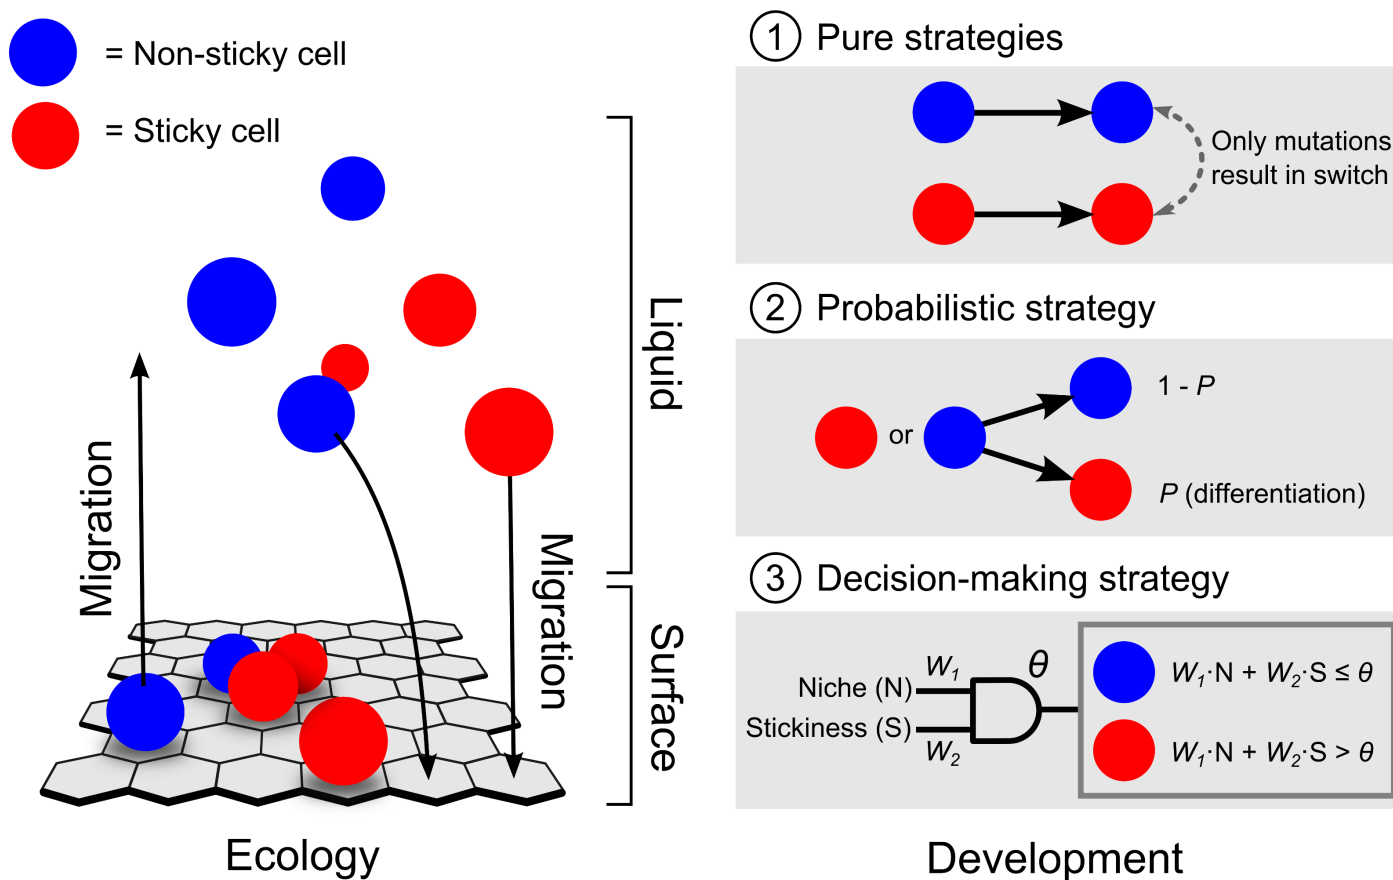 = Non-sticky cell
= Sticky cell
Liquid
Surface
Migration
Migration
Ecology
1 Pure strategies
Only mutations
result in switch
2 Probabilistic strategy
or
1 - P
P (differentiation)
3 Decision-making strategy
Niche (N)
Stickiness (S)
W₁
W₂
θ
W₁·N + W₂·S ≤ θ
W₁·N + W₂·S > θ
Development